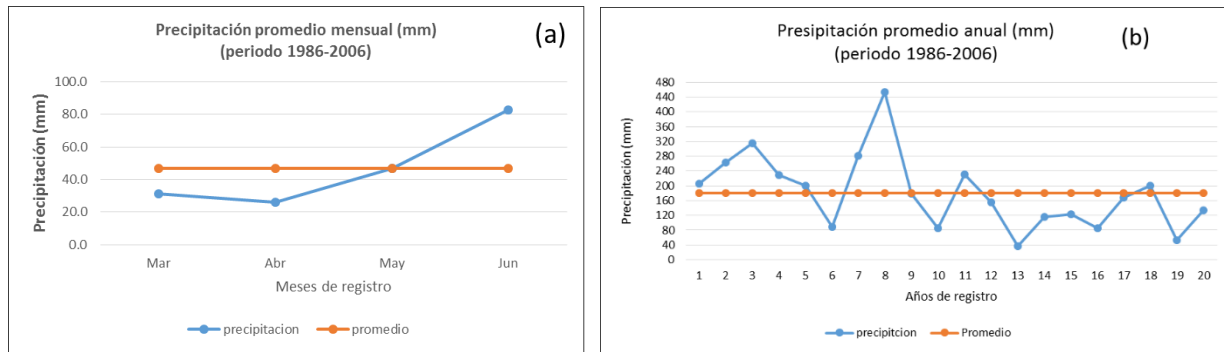 Precipitación promedio mensual (mm)
(periodo 1986-2006)
(a)
100.0
80.0
60.0
40.0
20.0
0.0
Precipitación (mm)
Mar Abr May Jun
Meses de registro
precipitacion promedio
Presipitación promedio anual (mm)
(periodo 1986-2006)
(b)
480
440
400
360
320
280
240
200
160
120
80
40
0
Precipitación (mm)
1 2 3 4 5 6 7 8 9 10 11 12 13 14 15 16 17 18 19 20
Años de registro
precipitcion Promedio